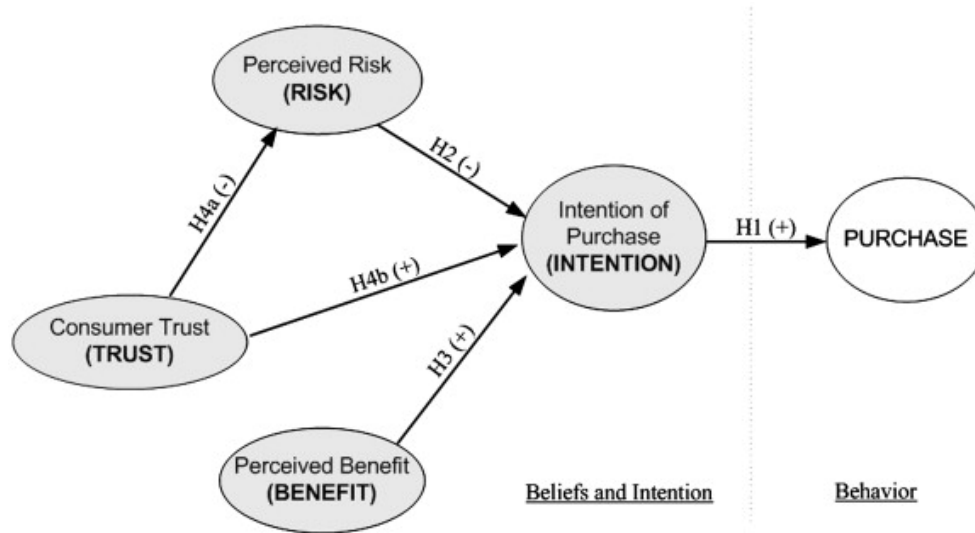 Perceived Risk
(RISK)
H4a (-)
H2 (-)
Intention of
Purchase
(INTENTION)
H1 (+)
PURCHASE
H4b (+)
Consumer Trust
(TRUST)
H3 (+)
Perceived Benefit
(BENEFIT)
Beliefs and Intention
Behavior